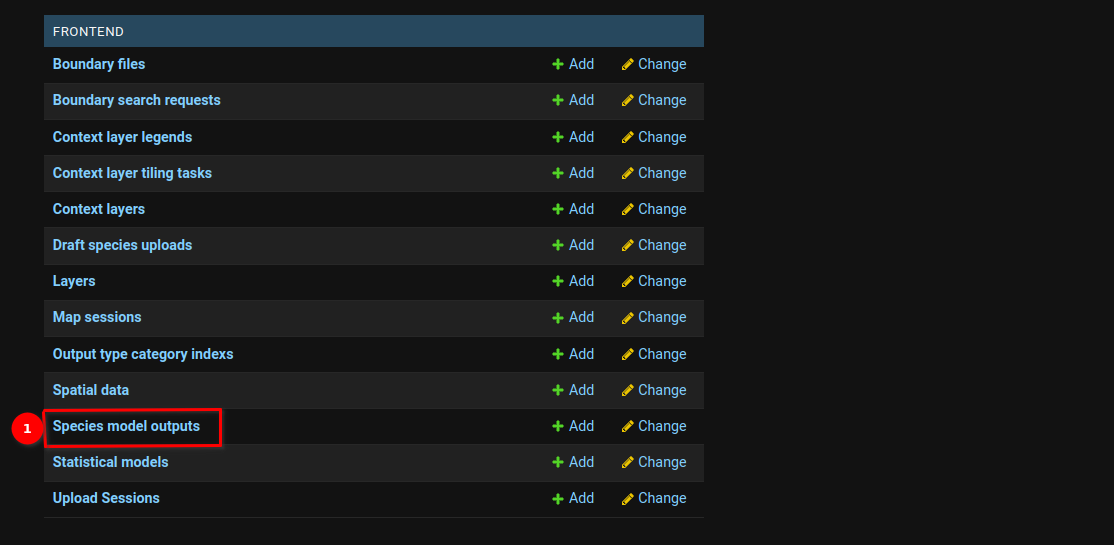 FRONTEND
Boundary files Add Change
Boundary search requests Add Change
Context layer legends Add Change
Context layer tiling tasks Add Change
Context layers Add Change
Draft species uploads Add Change
Layers Add Change
Map sessions Add Change
Output type category indexs Add Change
Spatial data Add Change
1 Species model outputs Add Change
Statistical models Add Change
Upload Sessions Add Change